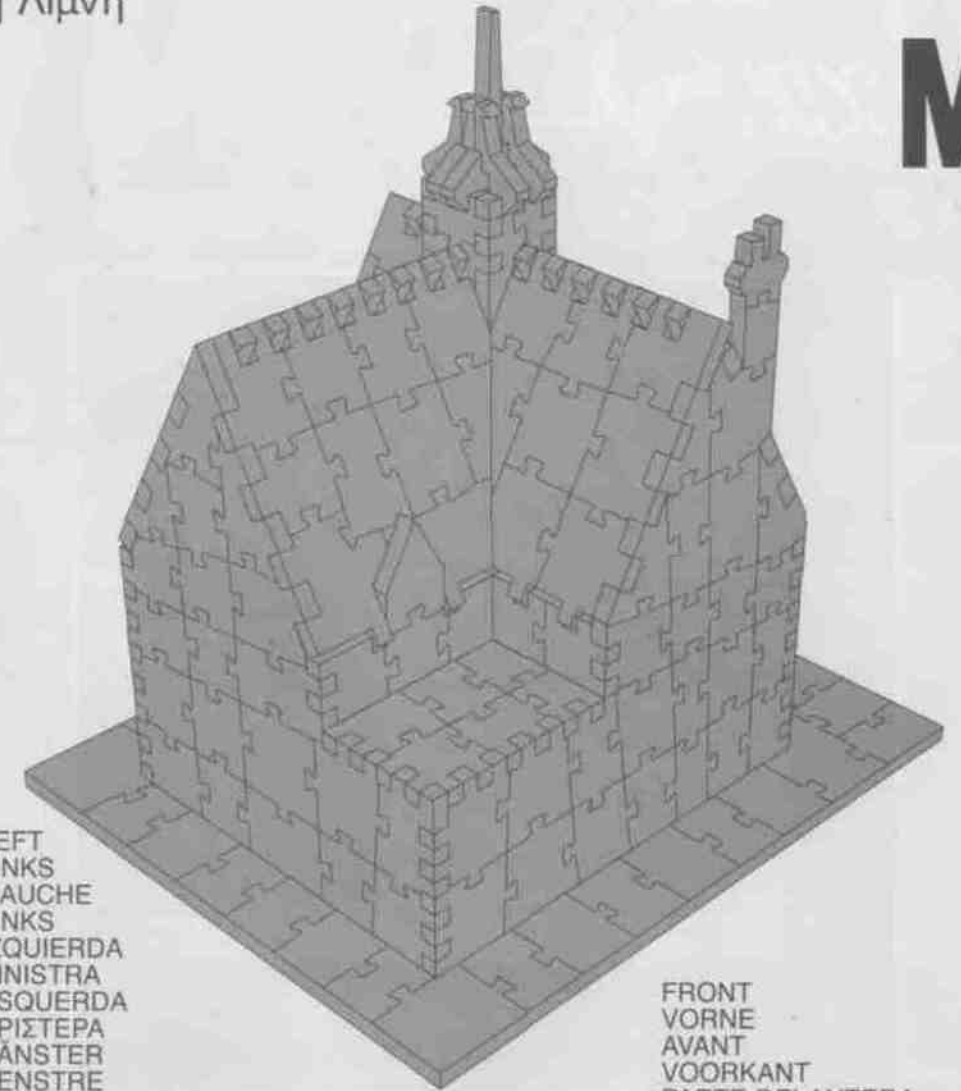 Λίμνη
M
EFT
NKS
AUCHE
NKS
ZQUIERDA
INISTRA
SQUERDA
ΡΙΣΤΕΡΑ
ÄNSTER
ENSTRE
FRONT
VORNE
AVANT
VOORKANT